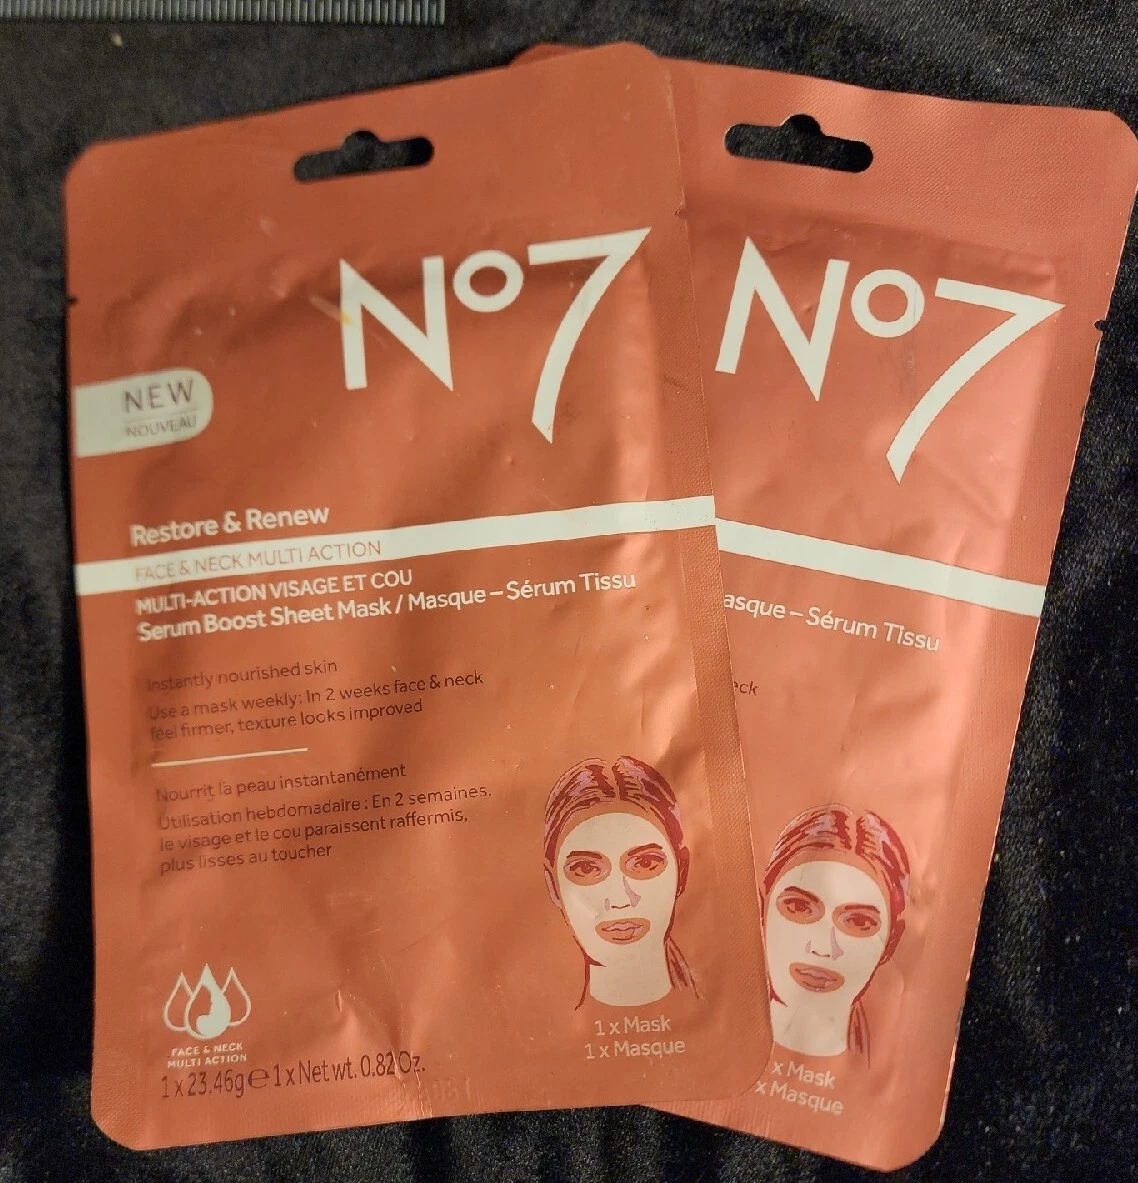 No7
NEW
NOUVEAU
Restore & Renew
FACE & NECK MULTI ACTION
MULTI-ACTION VISAGE ET COU
Serum Boost Sheet Mask / Masque – Sérum Tissu
Instantly nourished skin
Use a mask weekly: In 2 weeks face & neck
feel firmer, texture looks improved
Nourrit la peau instantanément
Utilisation hebdomadaire : En 2 semaines,
le visage et le cou paraissent raffermis,
plus lisses au toucher
FACE & NECK
MULTI ACTION
1 x 23.46g℮ 1 x Net wt. 0.82 Oz.
1 x Mask
1 x Masque
No7
asque – Sérum Tissu
eck
x Mask
x Masque